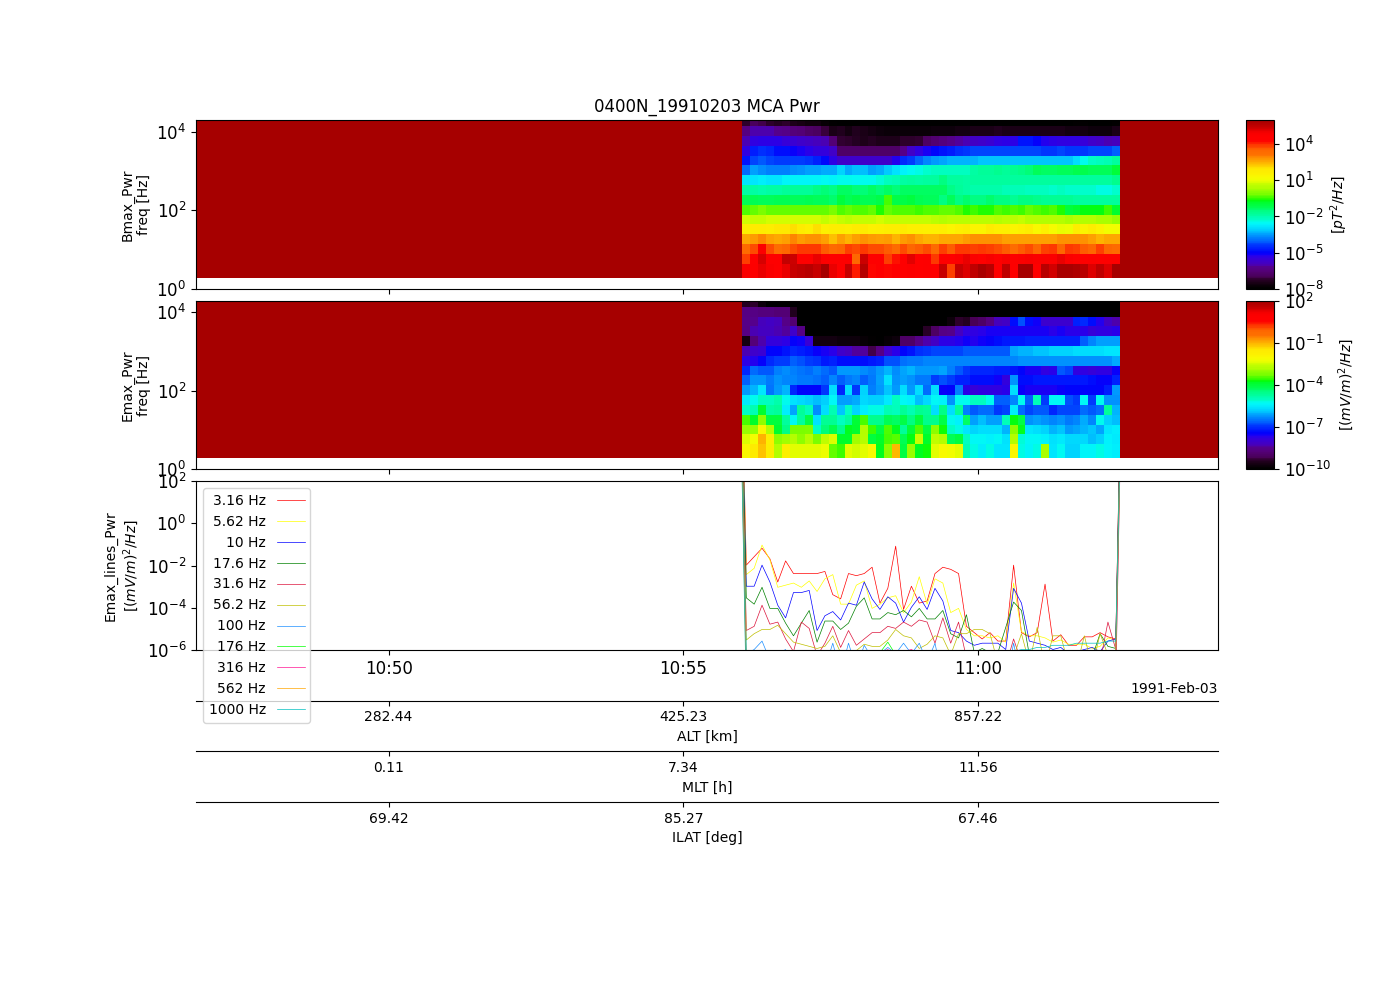 0400N_19910203 MCA Pwr
Bmax_Pwr
freq [Hz]
10^4
10^2
10^0
10^4
10^1
10^-2
10^-5
10^-8
[pT^2/Hz]
Emax_Pwr
freq [Hz]
10^4
10^2
10^0
10^2
10^-1
10^-4
10^-7
10^-10
[(mV/m)^2/Hz]
Emax_lines_Pwr
[(mV/m)^2/Hz]
10^2
10^0
10^-2
10^-4
10^-6
3.16 Hz
5.62 Hz
10 Hz
17.6 Hz
31.6 Hz
56.2 Hz
100 Hz
176 Hz
316 Hz
562 Hz
1000 Hz
10:50 10:55 11:00
1991-Feb-03
282.44 425.23 857.22
ALT [km]
0.11 7.34 11.56
MLT [h]
69.42 85.27 67.46
ILAT [deg]